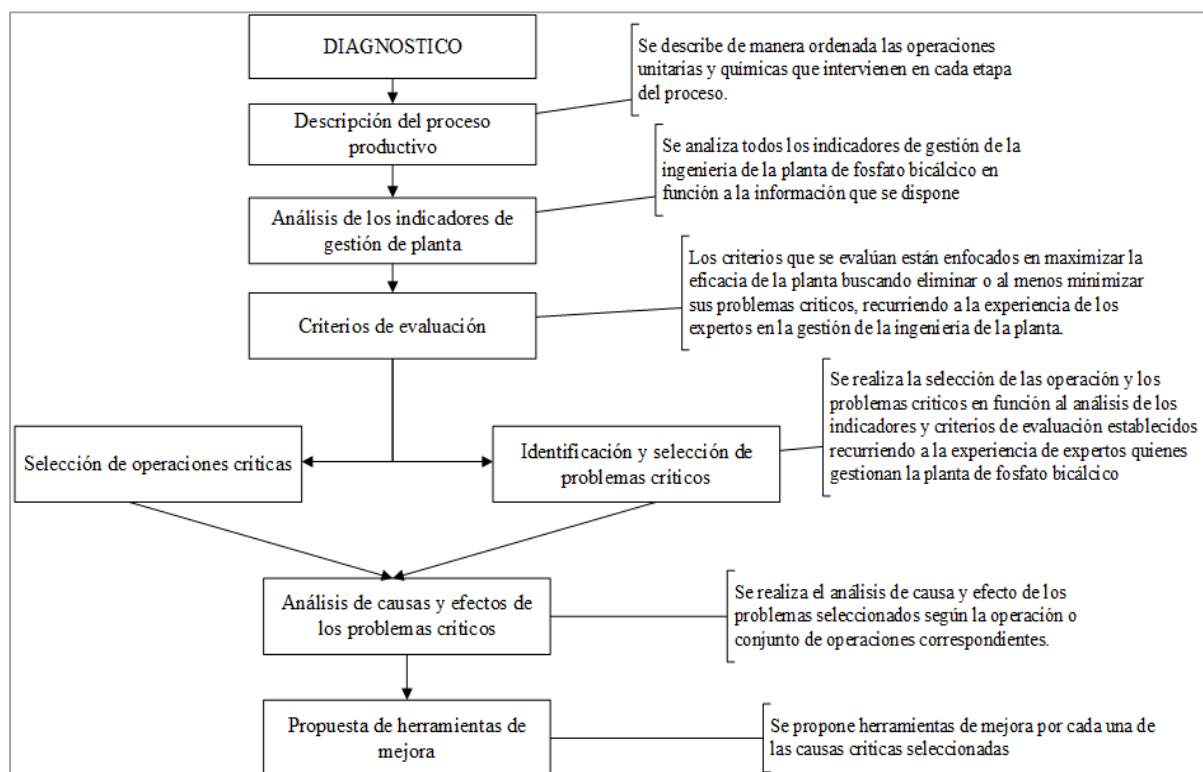 DIAGNOSTICO
Se describe de manera ordenada las operaciones
unitarias y químicas que intervienen en cada etapa
del proceso.
Descripción del proceso
productivo
Se analiza todos los indicadores de gestión de la
ingeniería de la planta de fosfato bicálcico en
función a la información que se dispone
Análisis de los indicadores de
gestión de planta
Los criterios que se evalúan están enfocados en maximizar la
eficacia de la planta buscando eliminar o al menos minimizar
sus problemas críticos, recurriendo a la experiencia de los
expertos en la gestión de la ingeniería de la planta.
Criterios de evaluación
Se realiza la selección de las operación y los
problemas críticos en función al análisis de los
indicadores y criterios de evaluación establecidos
recurriendo a la experiencia de expertos quienes
gestionan la planta de fosfato bicálcico
Selección de operaciones críticas
Identificación y selección de
problemas críticos
Análisis de causas y efectos de
los problemas críticos
Se realiza el análisis de causa y efecto de los
problemas seleccionados según la operación o
conjunto de operaciones correspondientes.
Propuesta de herramientas de
mejora
Se propone herramientas de mejora por cada una de
las causas criticas seleccionadas